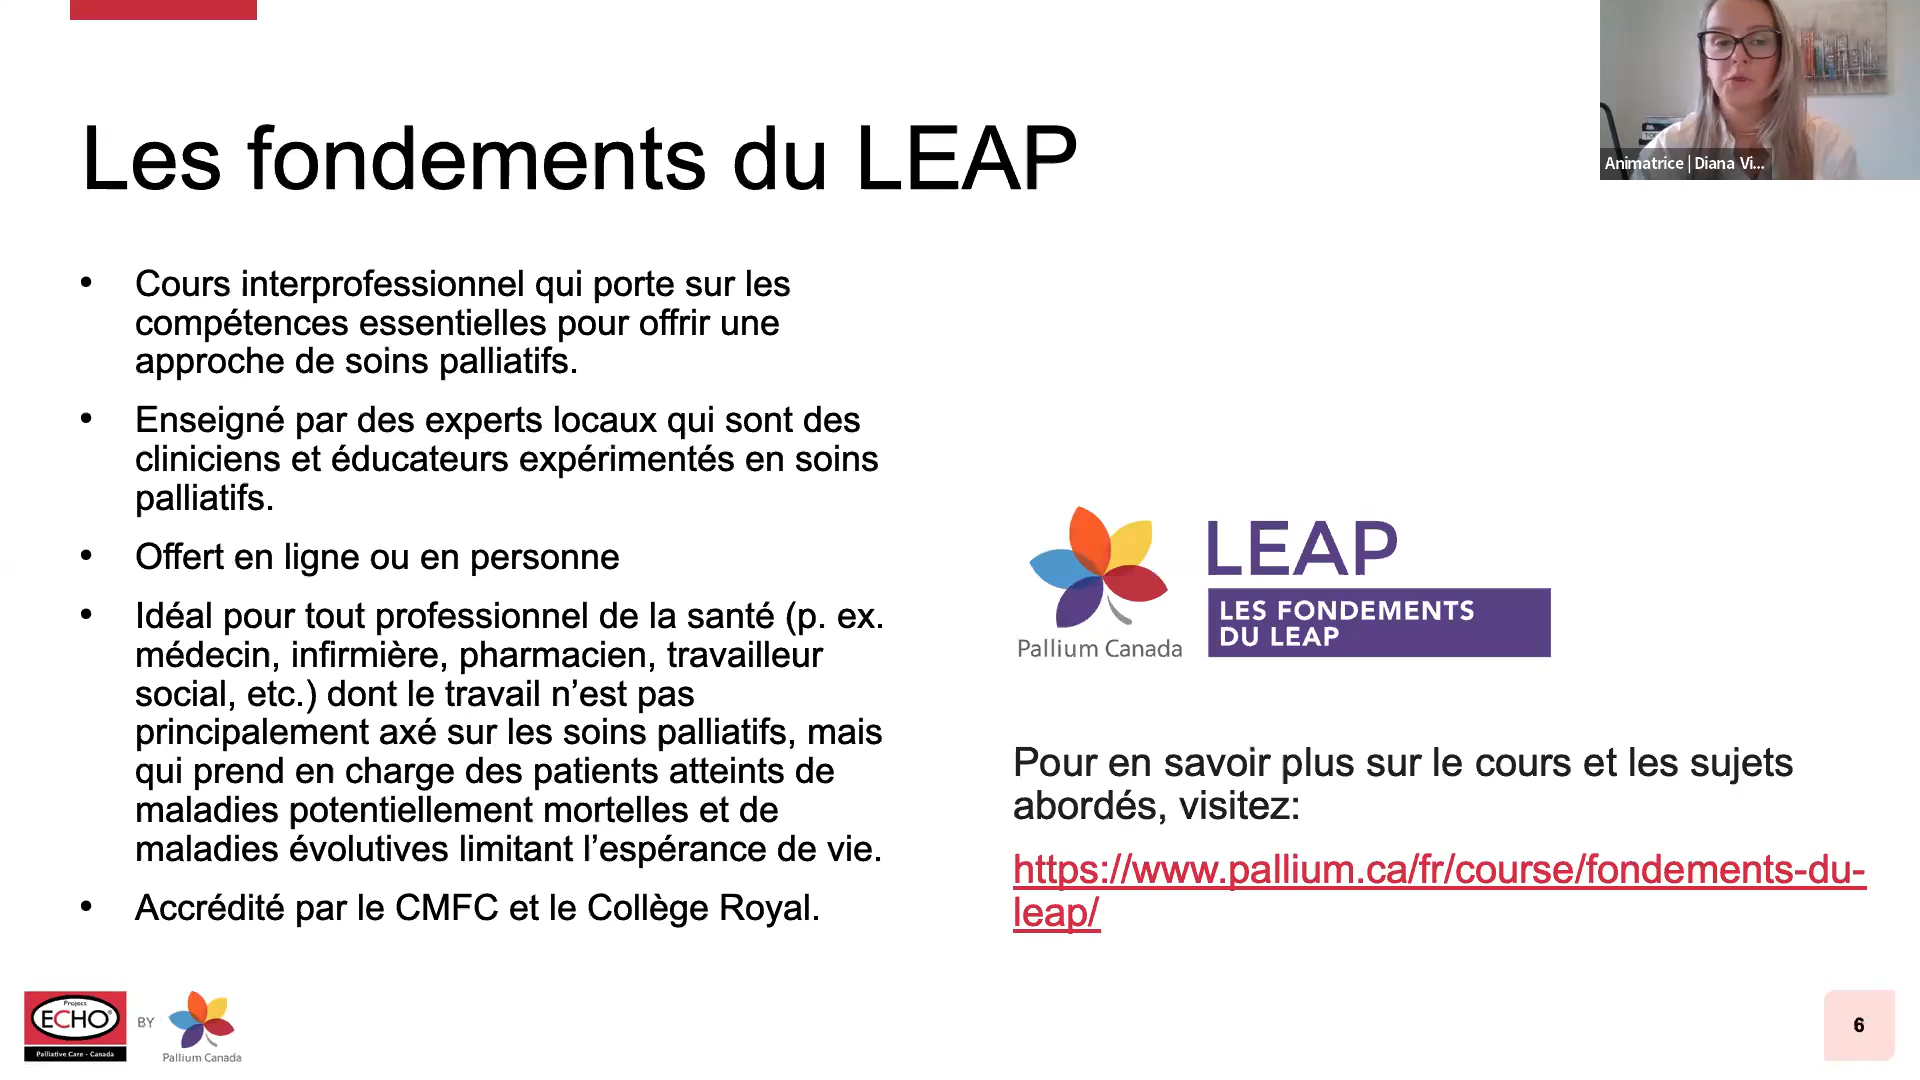 Les fondements du LEAP
• Cours interprofessionnel qui porte sur les
compétences essentielles pour offrir une
approche de soins palliatifs.
• Enseigné par des experts locaux qui sont des
cliniciens et éducateurs expérimentés en soins
palliatifs.
• Offert en ligne ou en personne
• Idéal pour tout professionnel de la santé (p. ex.
médecin, infirmière, pharmacien, travailleur
social, etc.) dont le travail n’est pas
principalement axé sur les soins palliatifs, mais
qui prend en charge des patients atteints de
maladies potentiellement mortelles et de
maladies évolutives limitant l’espérance de vie.
• Accrédité par le CMFC et le Collège Royal.
Animatrice | Diana Vi...
Pallium Canada
LEAP
LES FONDEMENTS
DU LEAP
Pour en savoir plus sur le cours et les sujets
abordés, visitez:
https://www.pallium.ca/fr/course/fondements-du-
leap/
Project
ECHO®
Palliative Care - Canada
BY
Pallium Canada
6